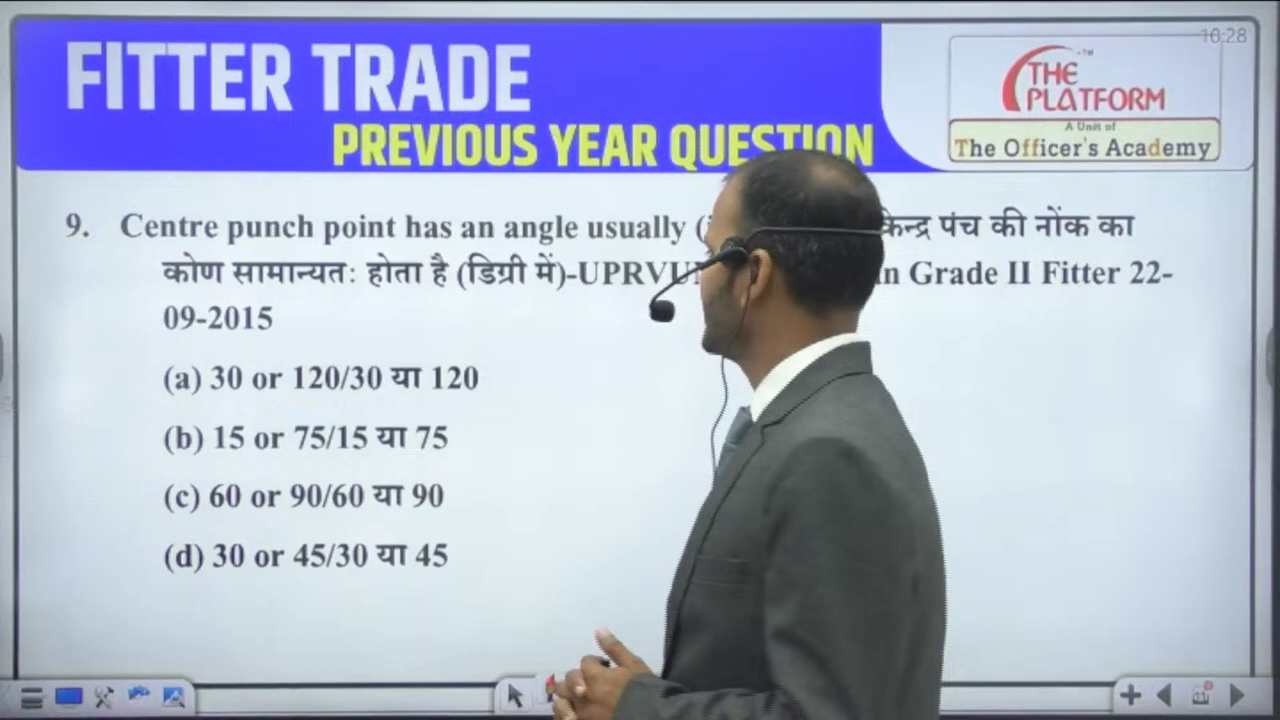 10:28
FITTER TRADE
PREVIOUS YEAR QUESTION
THE
PLATFORM
™
A Unit of
The Officer's Academy
9. Centre punch point has an angle usually ( केन्द्र पंच की नोंक का
कोण सामान्यतः होता है (डिग्री में)-UPRVU Grade II Fitter 22-
09-2015
(a) 30 or 120/30 या 120
(b) 15 or 75/15 या 75
(c) 60 or 90/60 या 90
(d) 30 or 45/30 या 45